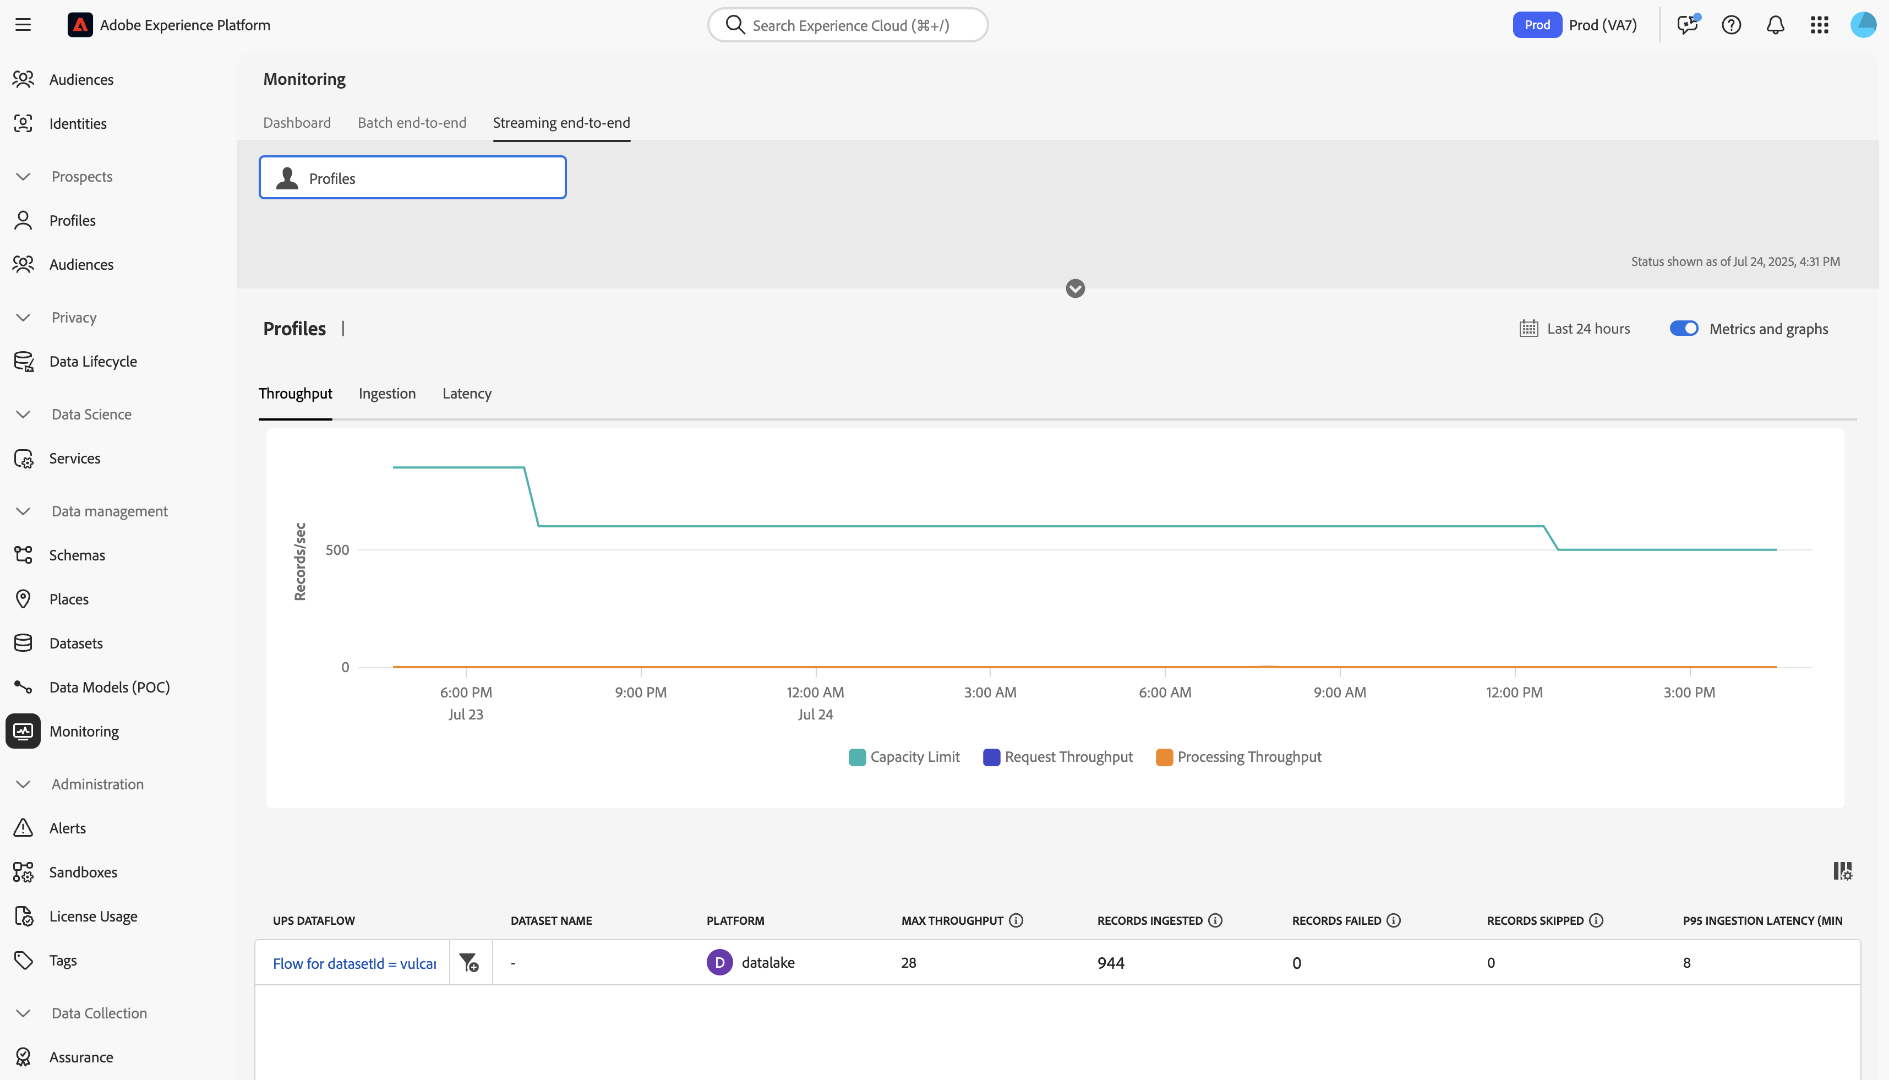 Adobe Experience Platform
Search Experience Cloud (⌘+/)
Prod
Prod (VA7)
Audiences
Identities
Prospects
Profiles
Audiences
Privacy
Data Lifecycle
Data Science
Services
Data management
Schemas
Places
Datasets
Data Models (POC)
Monitoring
Administration
Alerts
Sandboxes
License Usage
Tags
Data Collection
Assurance
Monitoring
Dashboard
Batch end-to-end
Streaming end-to-end
Profiles
Status shown as of Jul 24, 2025, 4:31 PM
Profiles |
Last 24 hours
Metrics and graphs
Throughput
Ingestion
Latency
Records/sec
500
0
6:00 PM
Jul 23
9:00 PM
12:00 AM
Jul 24
3:00 AM
6:00 AM
9:00 AM
12:00 PM
3:00 PM
Capacity Limit
Request Throughput
Processing Throughput
UPS DATAFLOW
DATASET NAME
PLATFORM
MAX THROUGHPUT
RECORDS INGESTED
RECORDS FAILED
RECORDS SKIPPED
P95 INGESTION LATENCY (MIN
Flow for datasetId = vulcar
-
D
datalake
28
944
0
0
8